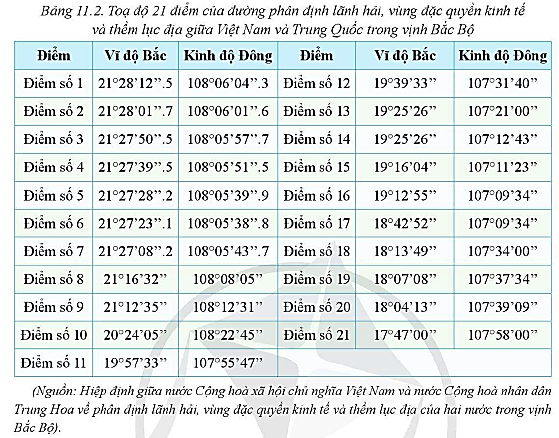 Bảng 11.2. Toạ độ 21 điểm của đường phân định lãnh hải, vùng đặc quyền kinh tế
và thềm lục địa giữa Việt Nam và Trung Quốc trong vịnh Bắc Bộ
Điểm Vĩ độ Bắc Kinh độ Đông Điểm Vĩ độ Bắc Kinh độ Đông
Điểm số 1 21°28’12”.5 108°06’04”.3 Điểm số 12 19°39’33” 107°31’40”
Điểm số 2 21°28’01”.7 108°06’01”.6 Điểm số 13 19°25’26” 107°21’00”
Điểm số 3 21°27’50”.5 108°05’57”.7 Điểm số 14 19°25’26” 107°12’43”
Điểm số 4 21°27’39”.5 108°05’51”.5 Điểm số 15 19°16’04” 107°11’23”
Điểm số 5 21°27’28”.2 108°05’39”.9 Điểm số 16 19°12’55” 107°09’34”
Điểm số 6 21°27’23”.1 108°05’38”.8 Điểm số 17 18°42’52” 107°09’34”
Điểm số 7 21°27’08”.2 108°05’43”.7 Điểm số 18 18°13’49” 107°34’00”
Điểm số 8 21°16’32” 108°08’05” Điểm số 19 18°07’08” 107°37’34”
Điểm số 9 21°12’35” 108°12’31” Điểm số 20 18°04’13” 107°39’09”
Điểm số 10 20°24’05” 108°22’45” Điểm số 21 17°47’00” 107°58’00”
Điểm số 11 19°57’33” 107°55’47”
(Nguồn: Hiệp định giữa nước Cộng hoà xã hội chủ nghĩa Việt Nam và nước Cộng hoà nhân dân
Trung Hoa về phân định lãnh hải, vùng đặc quyền kinh tế và thềm lục địa của hai nước trong vịnh
Bắc Bộ).